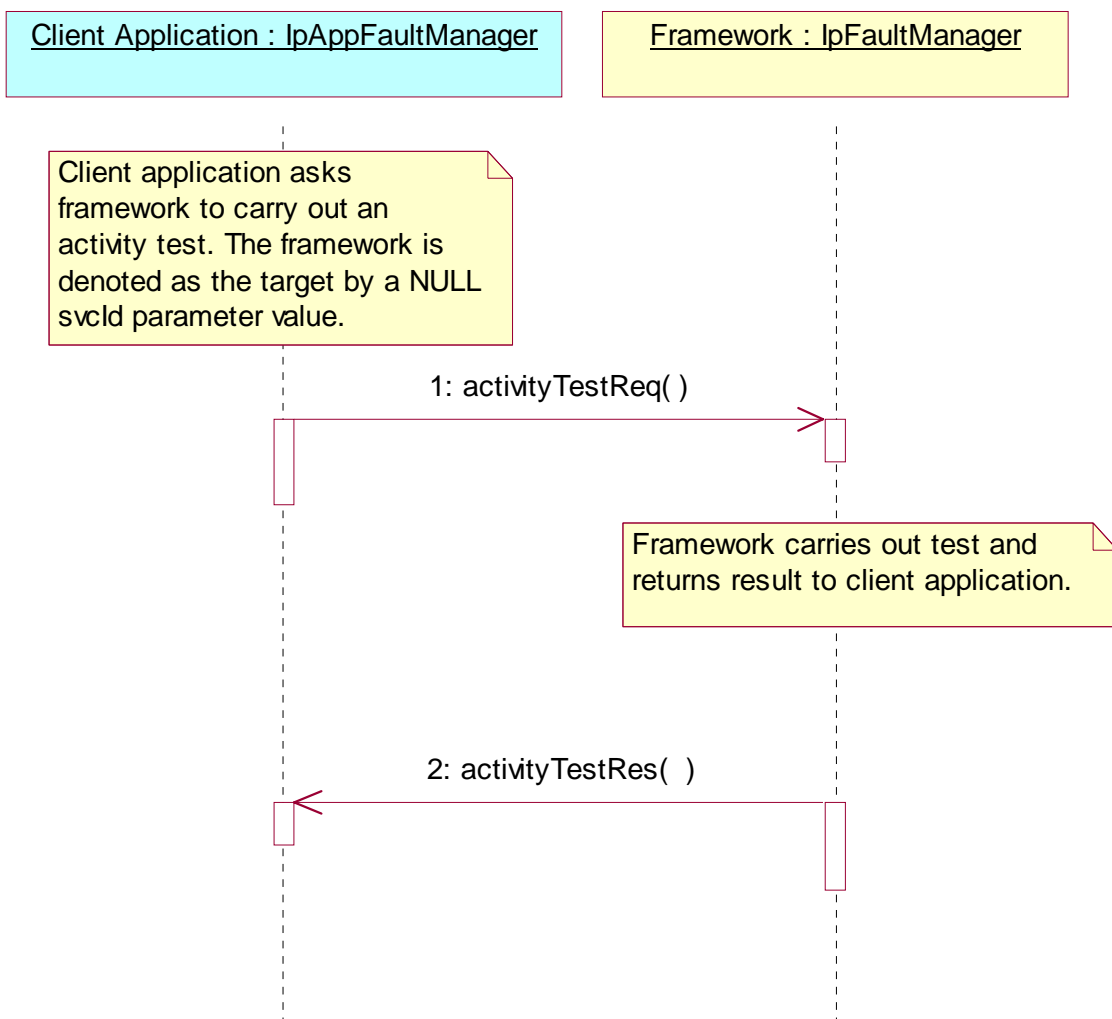 Client Application : IpAppFaultManager
Framework : IpFaultManager
Client application asks
framework to carry out an
activity test. The framework is
denoted as the target by a NULL
svcId parameter value.
1: activityTestReq( )
Framework carries out test and
returns result to client application.
2: activityTestRes(  )